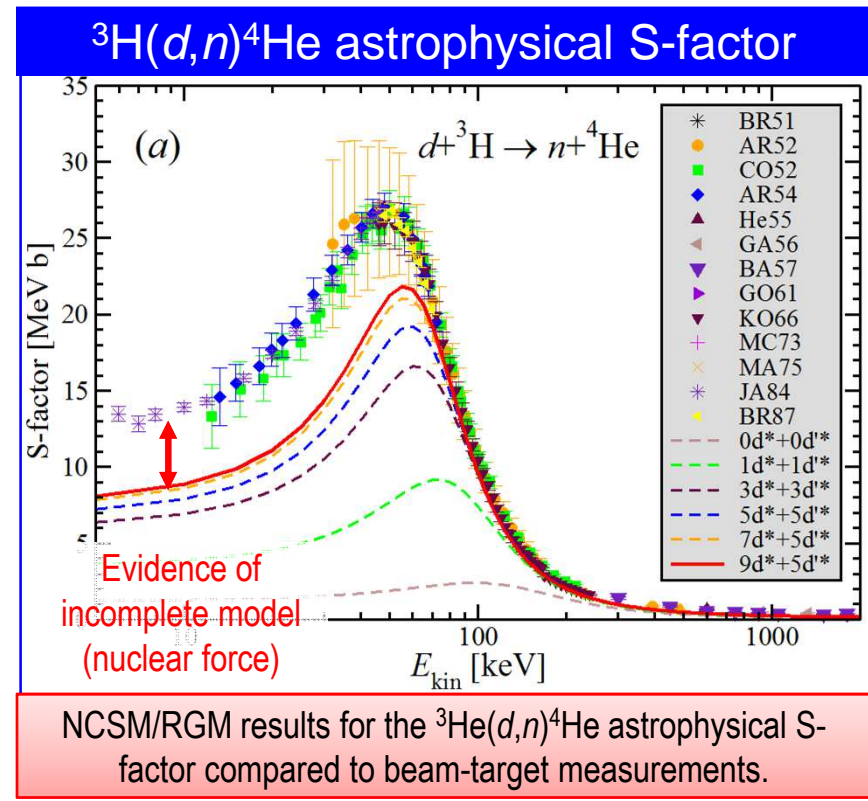 ³H(d,n)⁴He astrophysical S-factor
35
30
25
20
15
10
5
S-factor [MeV b]
(a)
d+³H → n+⁴He
BR51
AR52
CO52
AR54
He55
GA56
BA57
GO61
KO66
MC73
MA75
JA84
BR87
0d*+0d'*
1d*+1d'*
3d*+3d'*
5d*+5d'*
7d*+5d'*
9d*+5d'*
Evidence of
incomplete model
(nuclear force)
10
100
1000
E_kin [keV]
NCSM/RGM results for the ³He(d,n)⁴He astrophysical S-
factor compared to beam-target measurements.